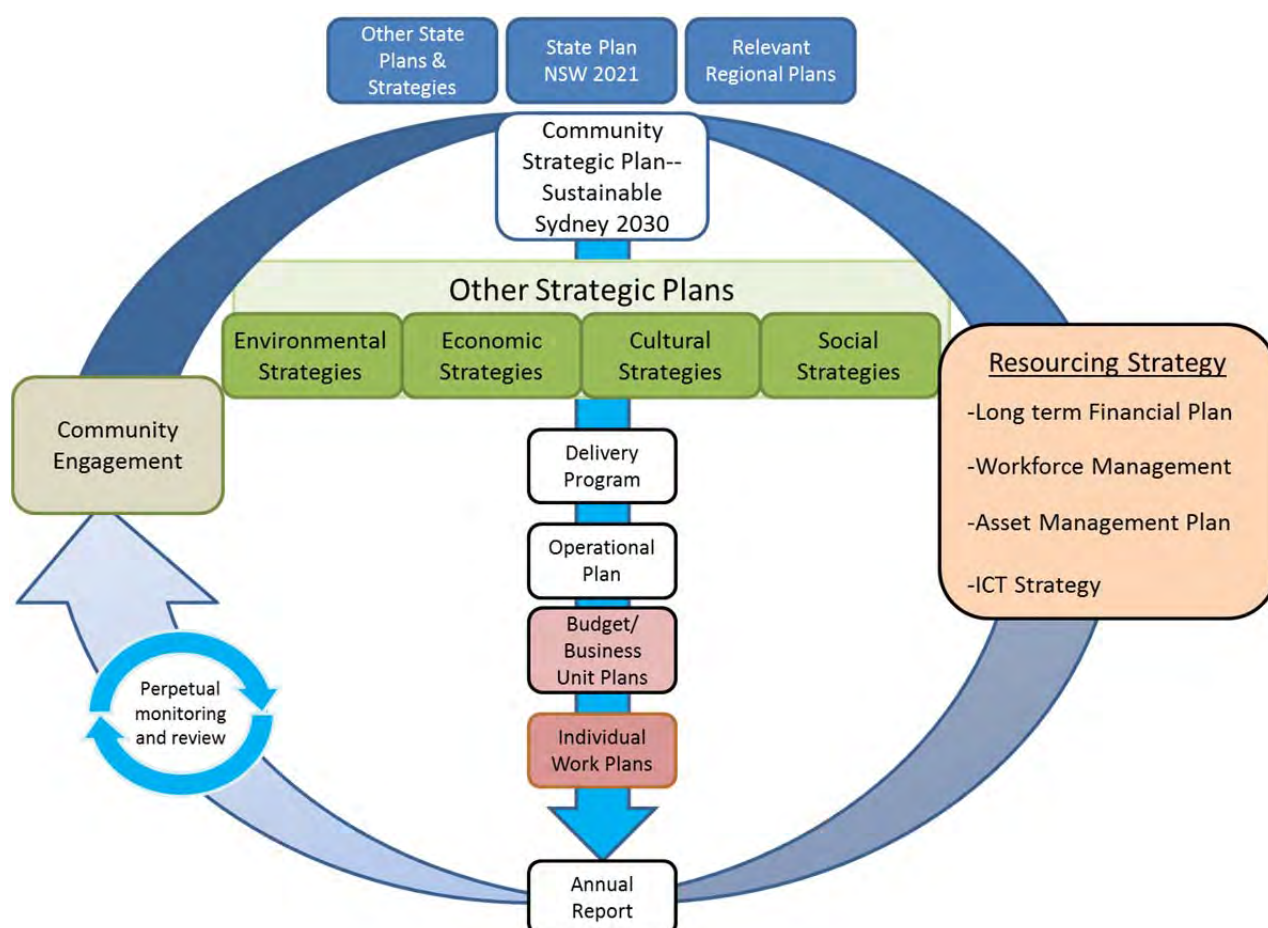 Other State
Plans &
Strategies
State Plan
NSW 2021
Relevant
Regional Plans
Community
Strategic Plan--
Sustainable
Sydney 2030
Other Strategic Plans
Environmental
Strategies
Economic
Strategies
Cultural
Strategies
Social
Strategies
Community
Engagement
Resourcing Strategy
-Long term Financial Plan
-Workforce Management
-Asset Management Plan
-ICT Strategy
Delivery
Program
Operational
Plan
Budget/
Business
Unit Plans
Individual
Work Plans
Perpetual
monitoring
and review
Annual
Report